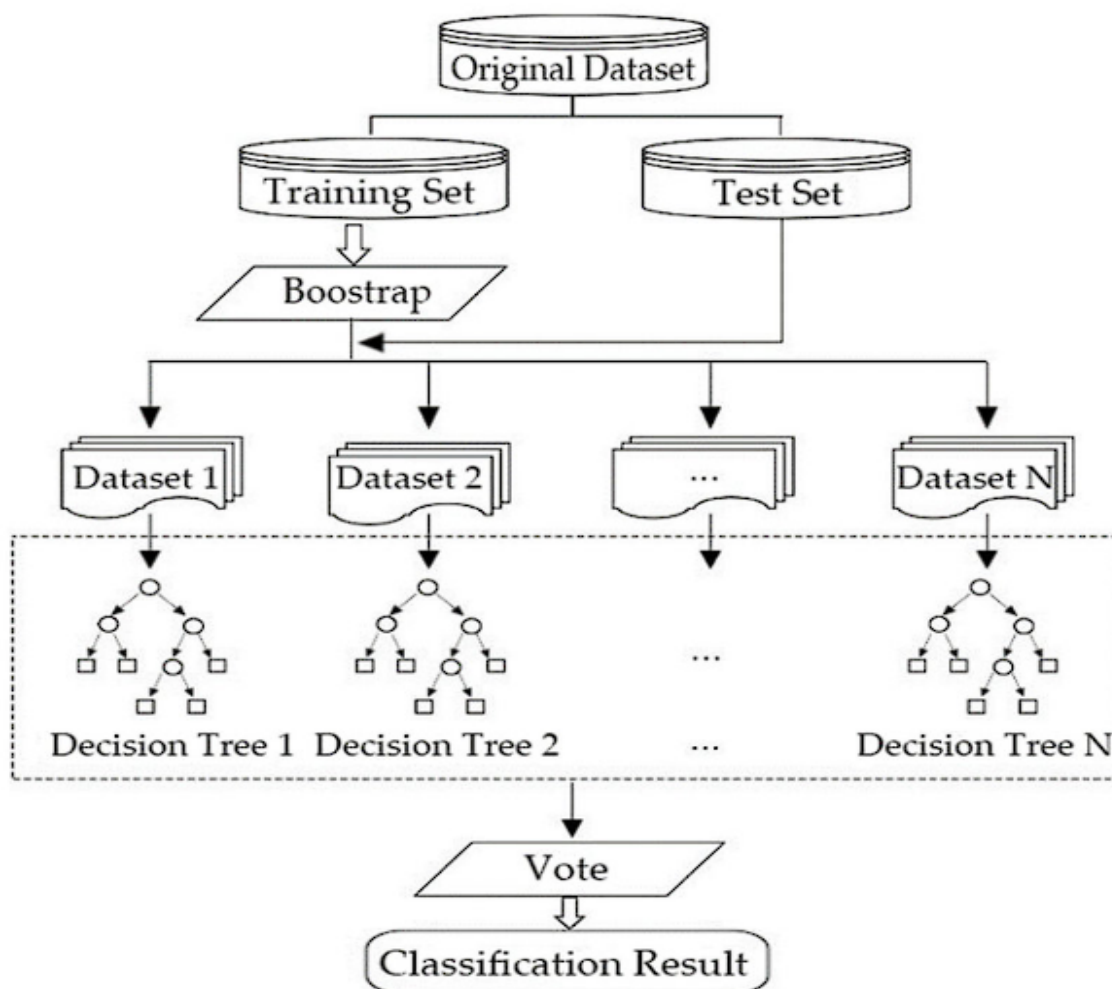 Original Dataset
Training Set
Test Set
Boostrap
Dataset 1
Dataset 2
...
Dataset N
...
Decision Tree 1
Decision Tree 2
...
Decision Tree N
Vote
Classification Result